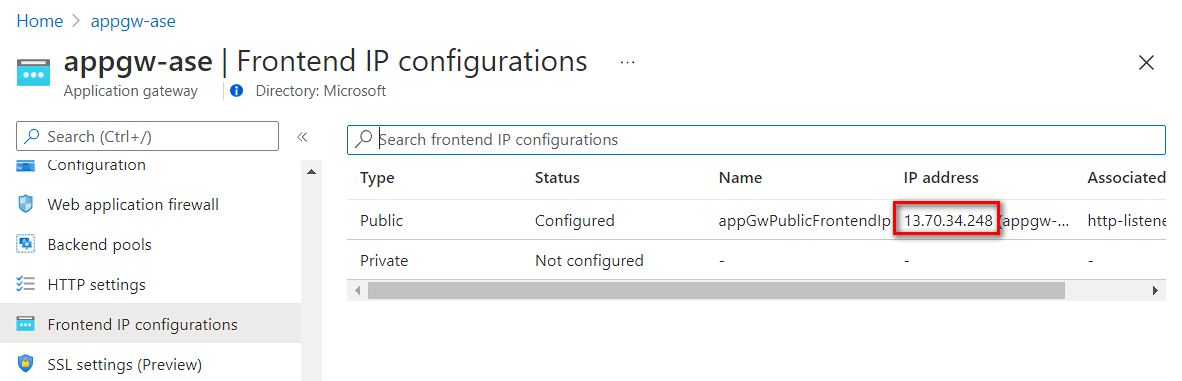 Home > appgw-ase
appgw-ase | Frontend IP configurations ...
Application gateway Directory: Microsoft
Search (Ctrl+/) «
Search frontend IP configurations
Configuration
Web application firewall
Backend pools
HTTP settings
Frontend IP configurations
SSL settings (Preview)
Type Status Name IP address Associated
Public Configured appGwPublicFrontendIp 13.70.34.248 (appgw-... http-listene
Private Not configured - - -